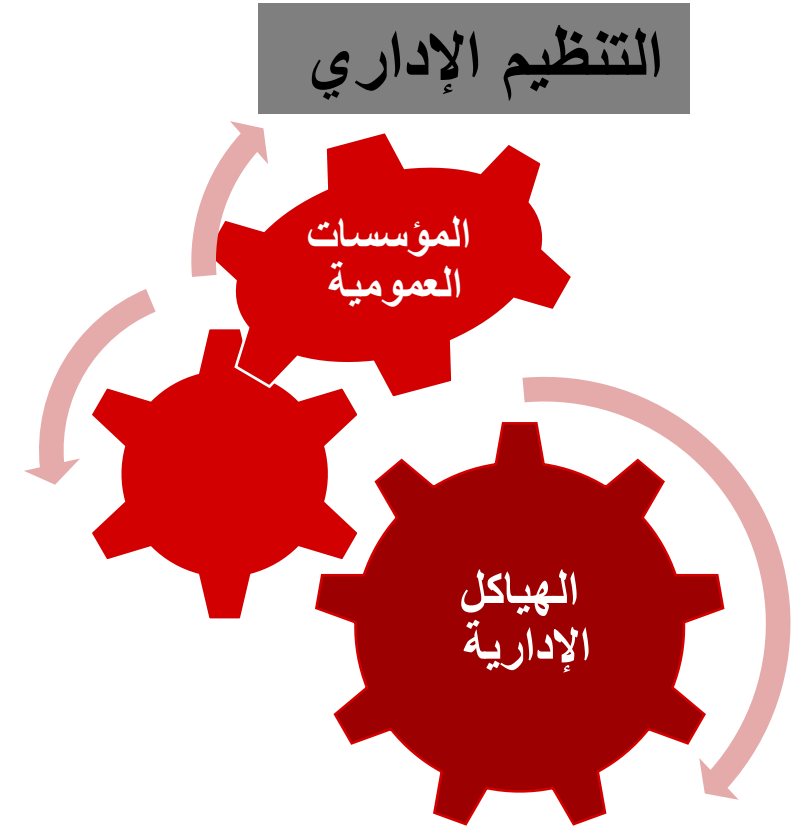 التنظيم الإداري
المؤسسات
العمومية
الهياكل
الإدارية